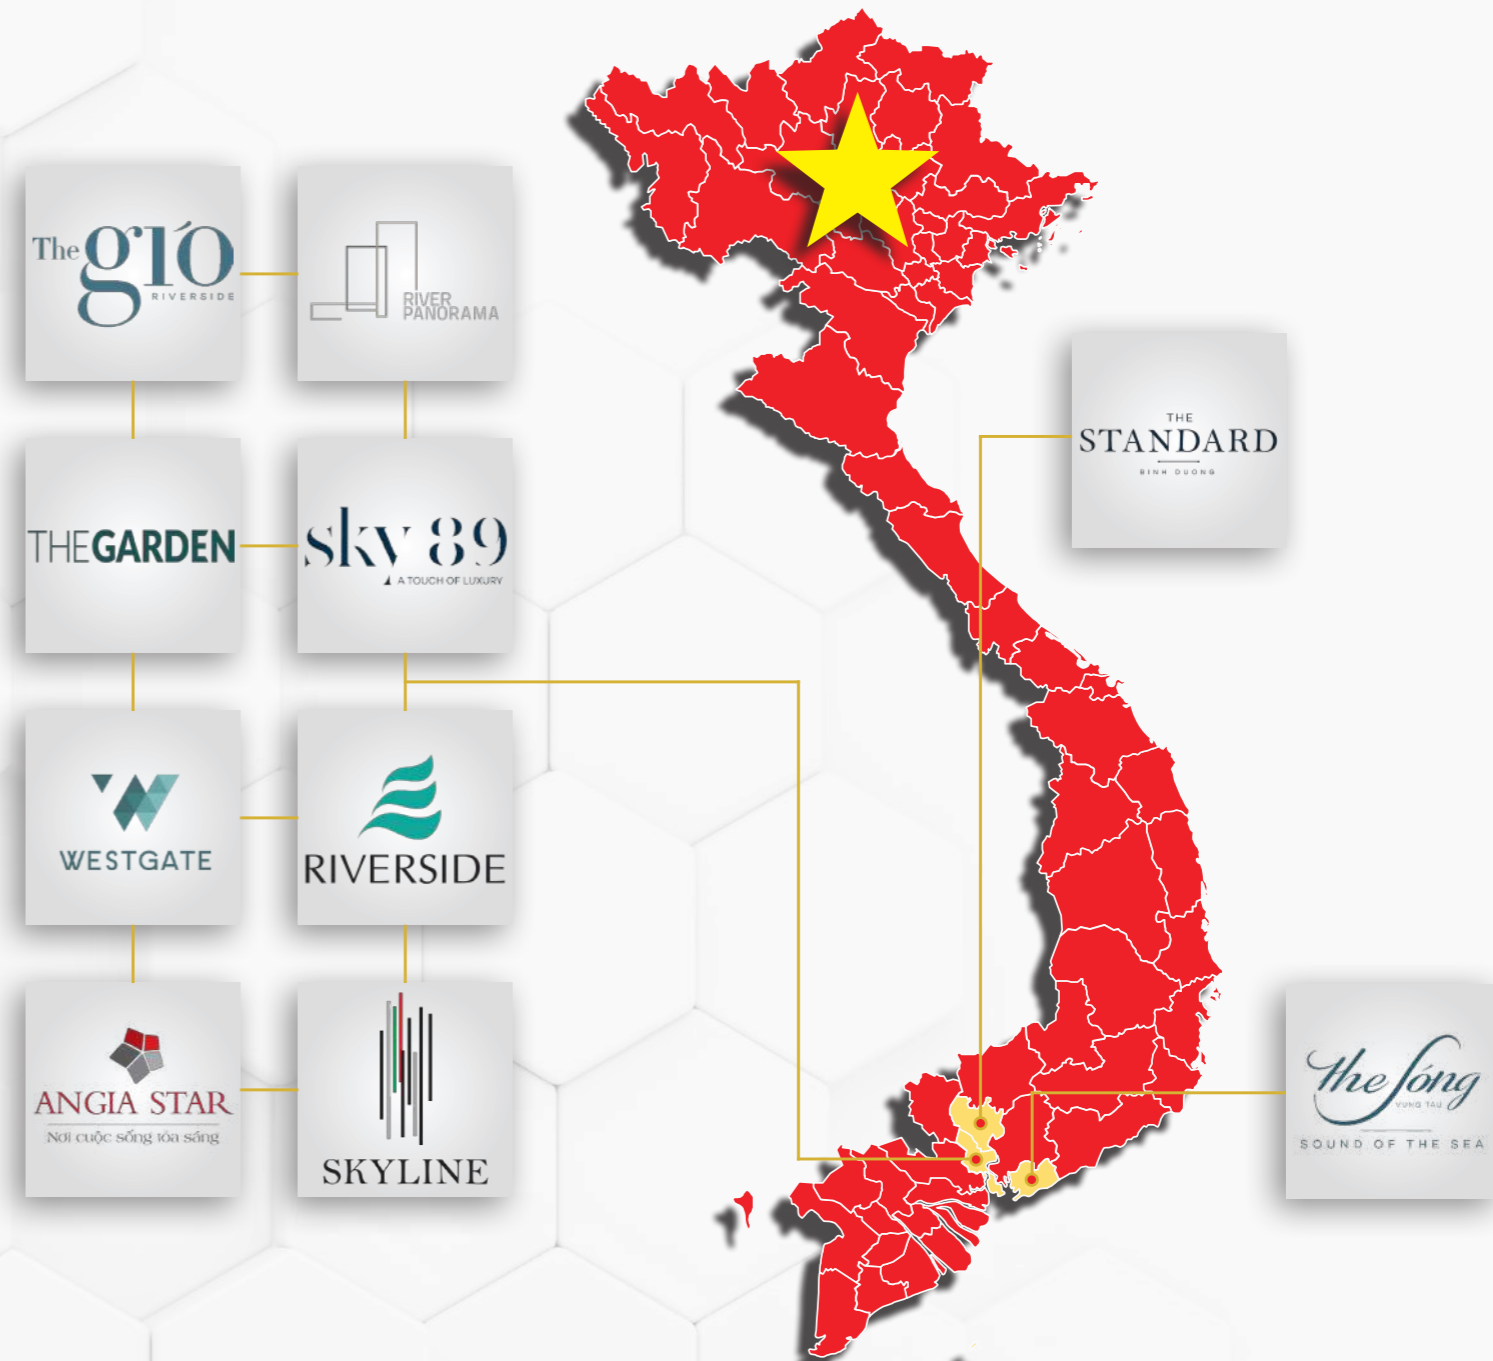 The gió
RIVERSIDE
RIVER
PANORAMA
THEGARDEN
sky 89
A TOUCH OF LUXURY
WESTGATE
RIVERSIDE
ANGIA STAR
Nơi cuộc sống tỏa sáng
SKYLINE
THE
STANDARD
BINH DUONG
the Sóng
VUNG TAU
SOUND OF THE SEA